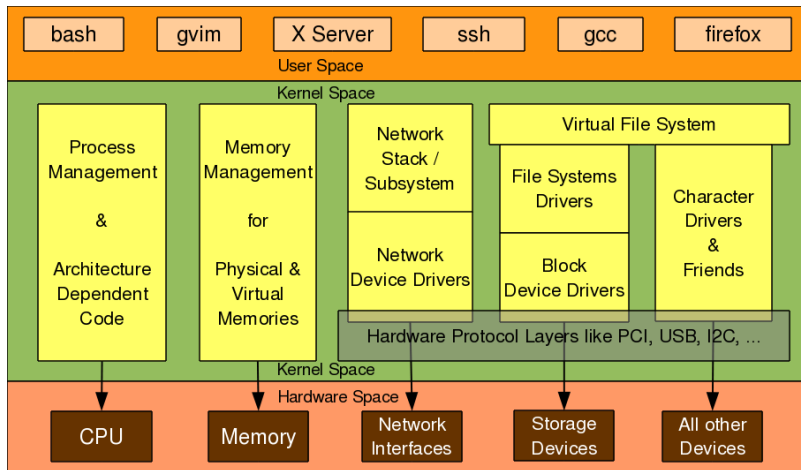 bash
gvim
X Server
ssh
gcc
firefox
User Space
Kernel Space
Process
Management
&
Architecture
Dependent
Code
Memory
Management
for
Physical &
Virtual
Memories
Network
Stack /
Subsystem
Network
Device Drivers
Virtual File System
File Systems
Drivers
Block
Device Drivers
Character
Drivers
&
Friends
Hardware Protocol Layers like PCI, USB, I2C, ...
Kernel Space
Hardware Space
CPU
Memory
Network
Interfaces
Storage
Devices
All other
Devices